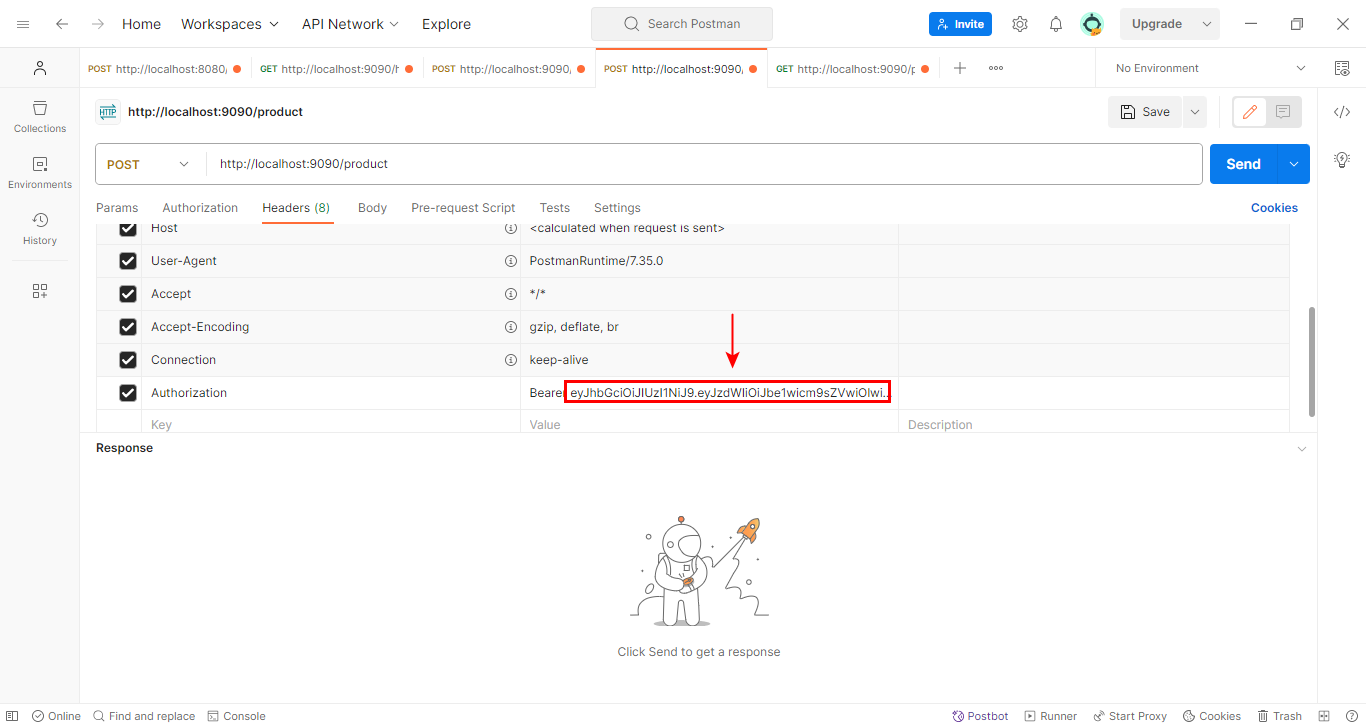 Home Workspaces API Network Explore Search Postman Invite Upgrade
POST http://localhost:8080/ GET http://localhost:9090/h POST http://localhost:9090/ POST http://localhost:9090/ GET http://localhost:9090/p No Environment
HTTP http://localhost:9090/product Save
Collections
POST http://localhost:9090/product Send
Environments
Params Authorization Headers (8) Body Pre-request Script Tests Settings Cookies
History
Host <calculated when request is sent>
User-Agent PostmanRuntime/7.35.0
Accept */*
Accept-Encoding gzip, deflate, br
Connection keep-alive
Authorization Bearer eyJhbGciOiJIUzI1NiJ9.eyJzdWIiOiJbe1wicm9sZVwiOlwi...
Key Value Description
Response
Click Send to get a response
Online Find and replace Console Postbot Runner Start Proxy Cookies Trash